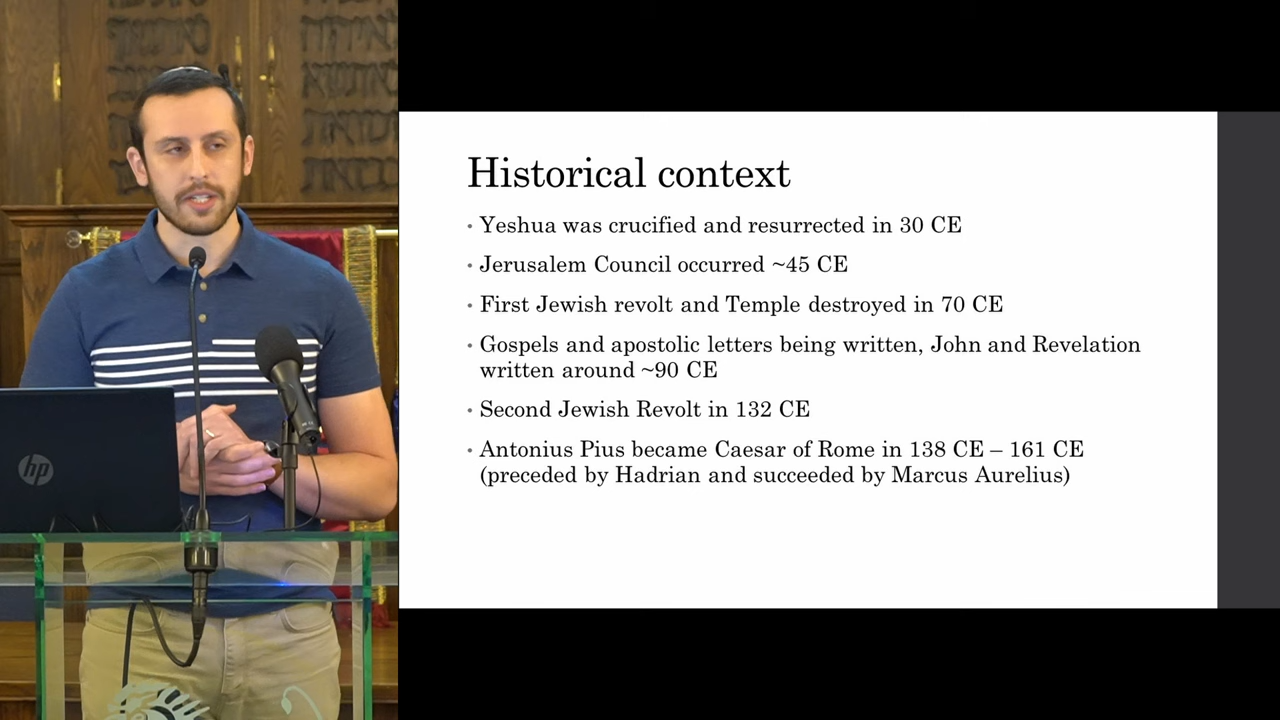 Historical context
Yeshua was crucified and resurrected in 30 CE
Jerusalem Council occurred ~45 CE
First Jewish revolt and Temple destroyed in 70 CE
Gospels and apostolic letters being written, John and Revelation
written around ~90 CE
Second Jewish Revolt in 132 CE
Antonius Pius became Caesar of Rome in 138 CE – 161 CE
(preceded by Hadrian and succeeded by Marcus Aurelius)
hp